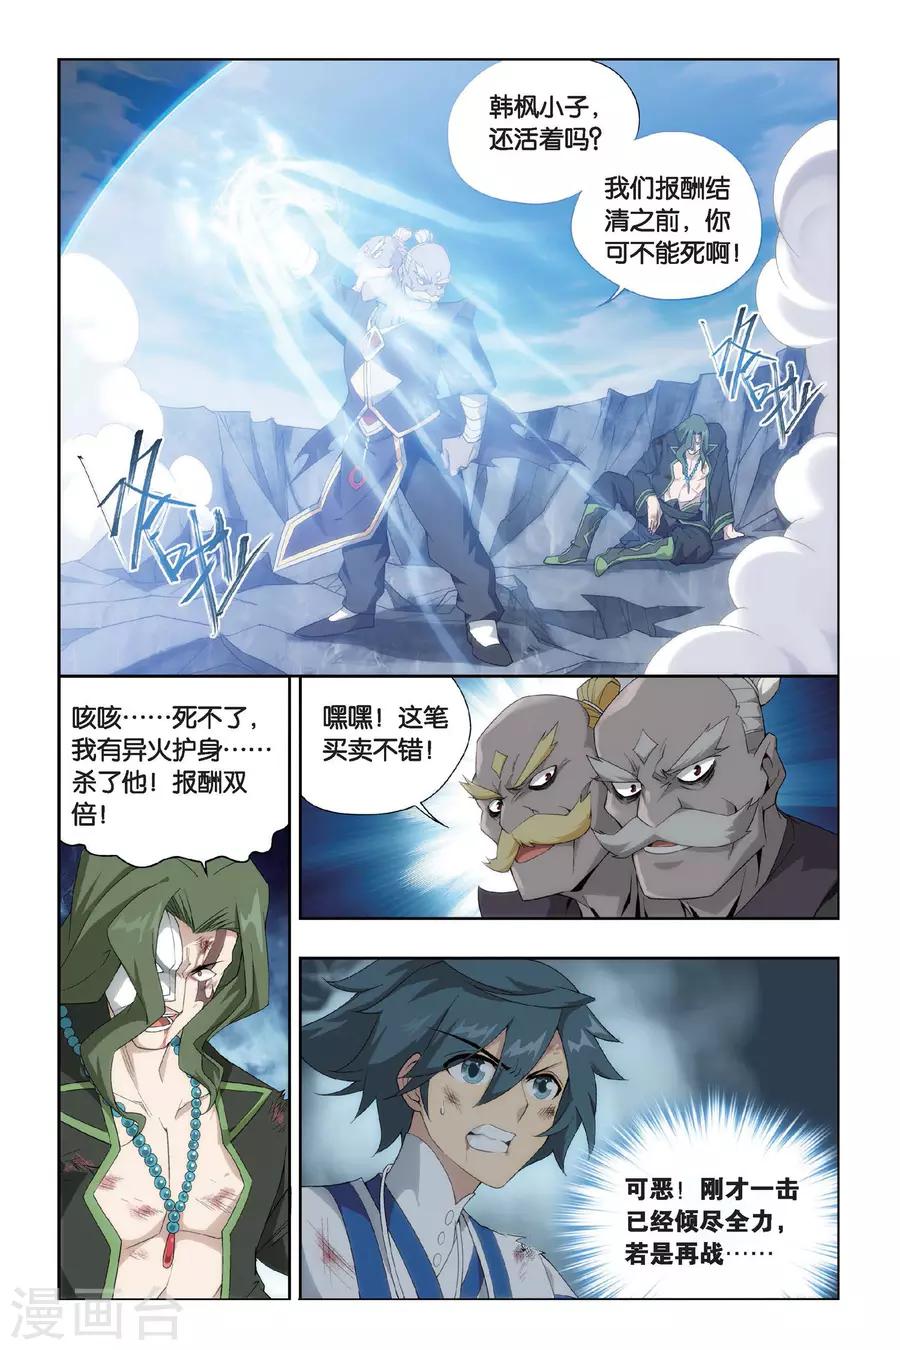 韩枫小子，
还活着吗？
我们报酬结
清之前，你
可不能死啊！
咯吱
咯吱
咳咳……死不了，
我有异火护身……
杀了他！报酬双
倍！
嘿嘿！这笔
买卖不错！
可恶！刚才一击
已经倾尽全力，
若是再战……
漫画台